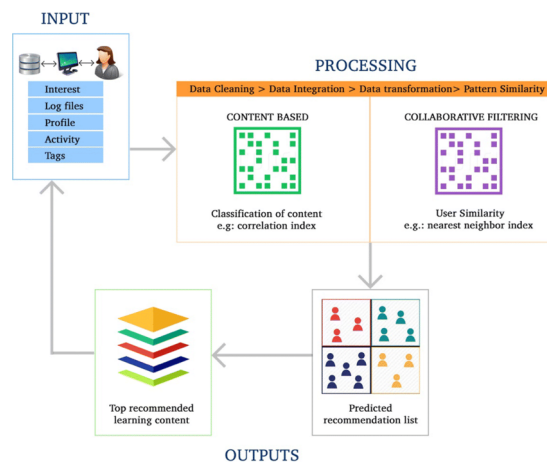 INPUT
Interest
Log files
Profile
Activity
Tags
PROCESSING
Data Cleaning > Data Integration > Data transformation> Pattern Similarity
CONTENT BASED
Classification of content
e.g: correlation index
COLLABORATIVE FILTERING
User Similarity
e.g.: nearest neighbor index
Top recommended
learning content
Predicted
recommendation list
OUTPUTS